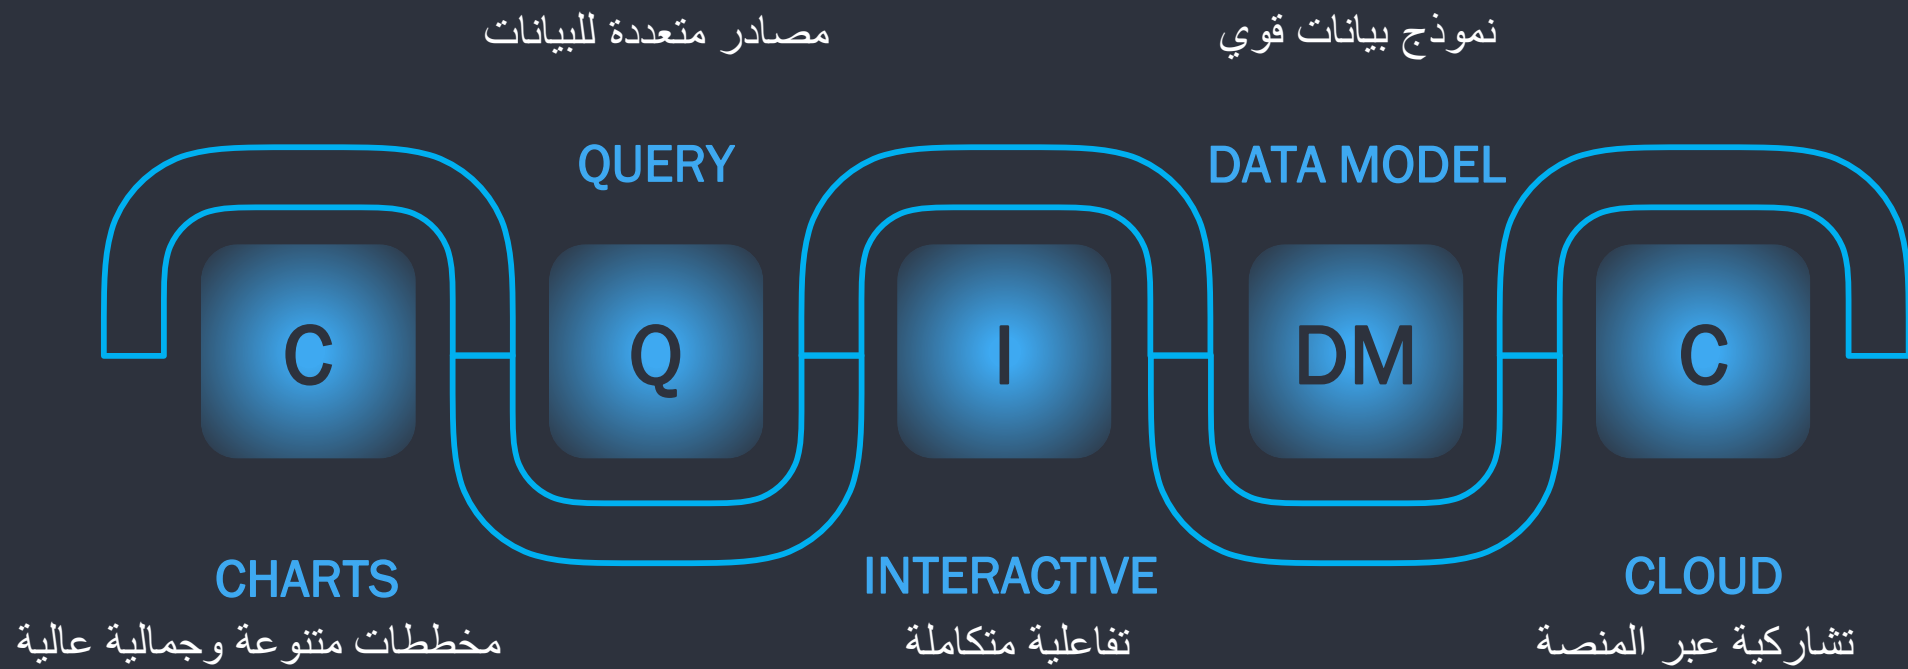 مصادر متعددة للبيانات
نموذج بيانات قوي
QUERY
DATA MODEL
C
Q
I
DM
C
CHARTS
INTERACTIVE
CLOUD
مخططات متنوعة وجمالية عالية
تفاعلية متكاملة
تشاركية عبر المنصة